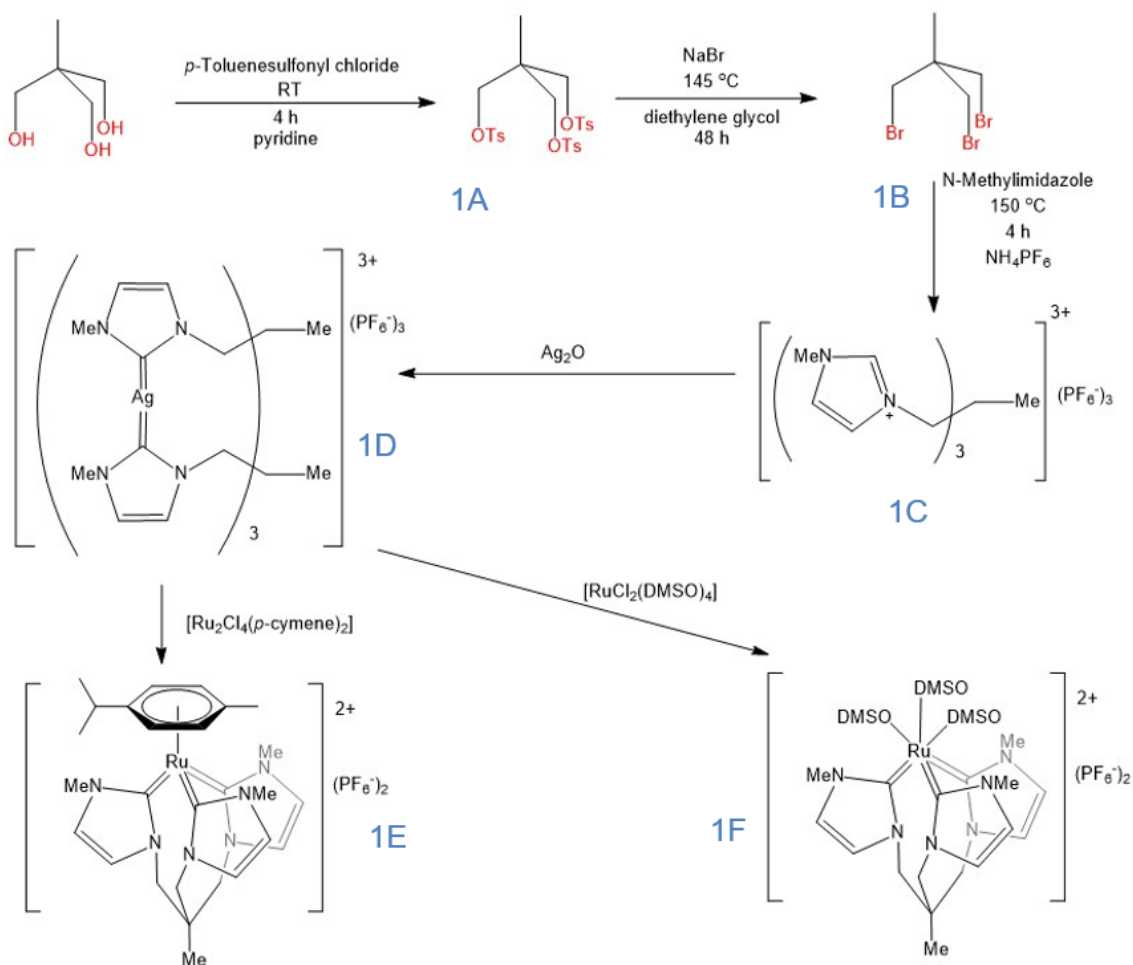 OH
OH
OH
p-Toluenesulfonyl chloride
RT
4 h
pyridine
OTs
OTs
OTs
1A
NaBr
145 °C
diethylene glycol
48 h
Br
Br
Br
1B
N-Methylimidazole
150 °C
4 h
NH₄PF₆
MeN
N
+
3
Me
3+
(PF₆⁻)₃
1C
Ag₂O
MeN
N
Me
Ag
MeN
N
Me
3
3+
(PF₆⁻)₃
1D
[Ru₂Cl₄(p-cymene)₂]
[RuCl₂(DMSO)₄]
Ru
MeN
Me
N
NMe
N
N
N
Me
2+
(PF₆⁻)₂
1E
DMSO
DMSO
DMSO
Ru
MeN
Me
N
NMe
N
N
N
Me
2+
(PF₆⁻)₂
1F